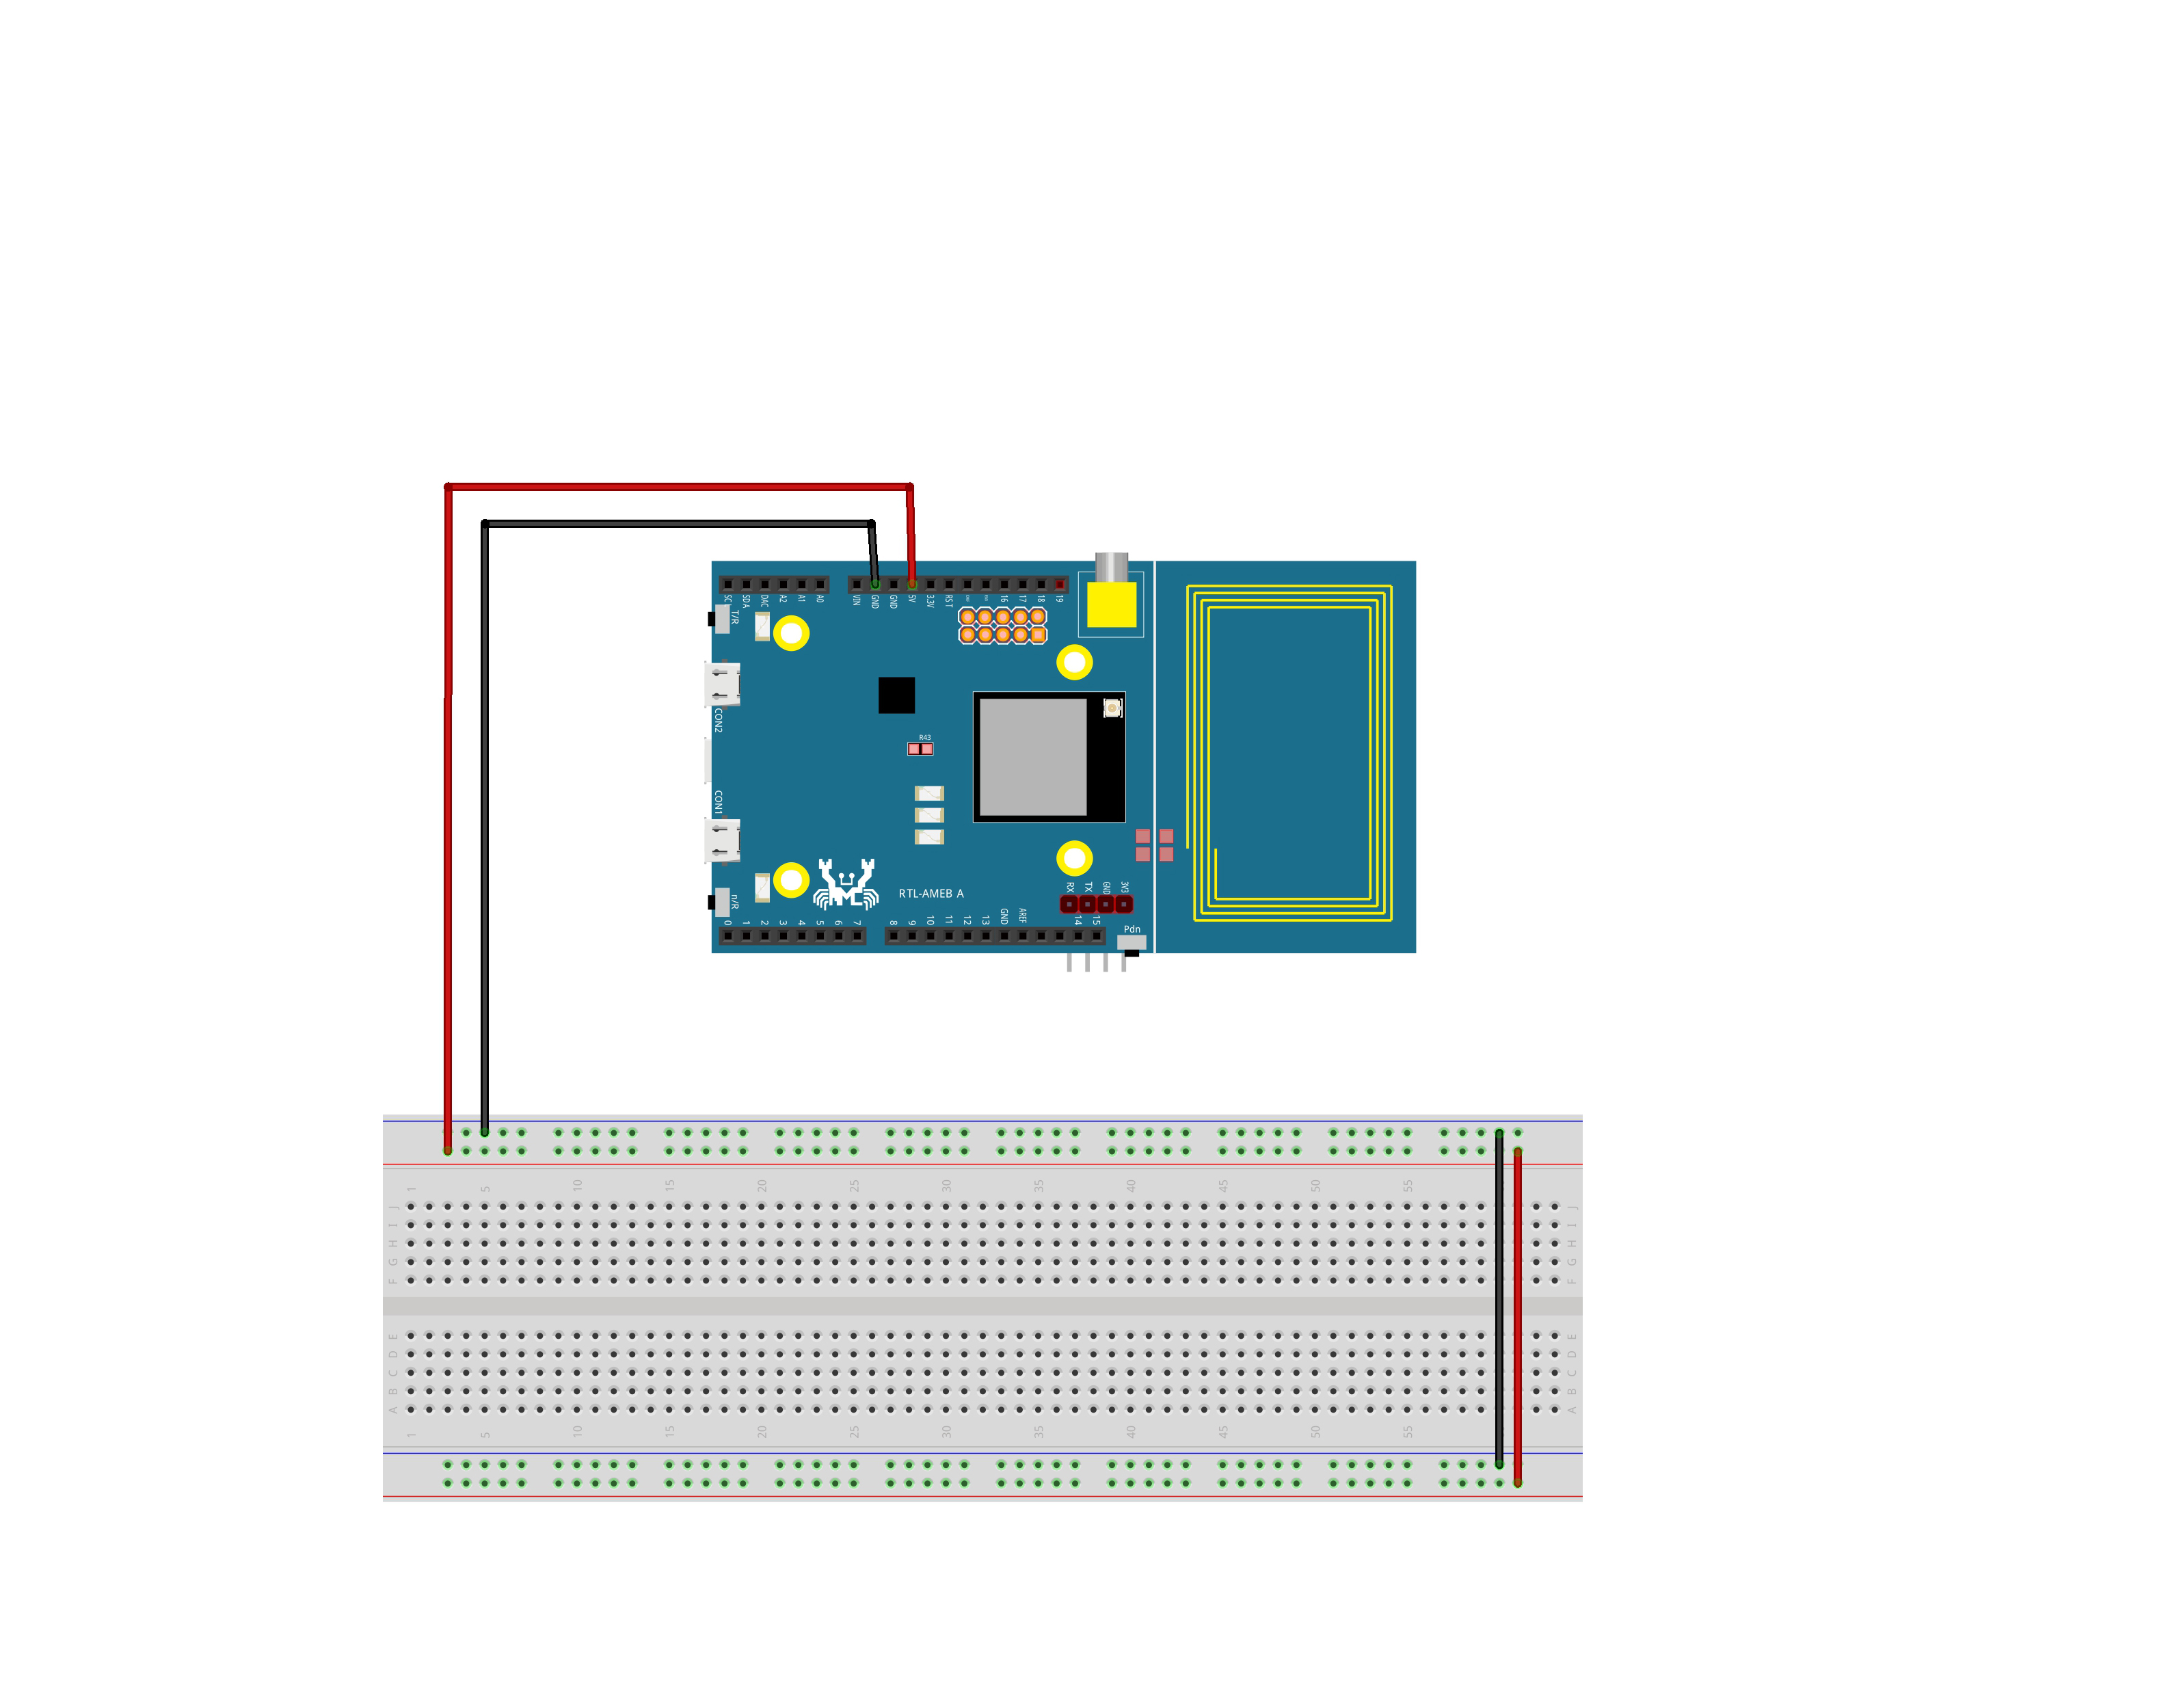 SC
SDA
DAC
A2
A1
A0
VIN
GND
GND
5V
3.3V
RST
16
17
18
19
T/R
CON2
R43
CON1
n/R
RTL-AMEB A
RX
TX
GND
3V3
0
1
2
3
4
5
6
7
8
9
10
11
12
13
GND
AREF
14
15
Pdn
1
5
10
15
20
25
30
35
40
45
50
55
J
I
H
G
F
J
I
H
G
F
E
D
C
B
A
E
D
C
B
A
1
5
10
15
20
25
30
35
40
45
50
55